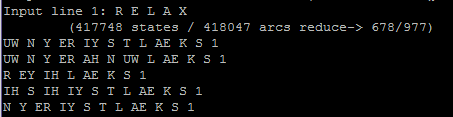 Input line 1: R E L A X
(417748 states / 418047 arcs reduce-> 678/977)
UW N Y ER IY S T L AE K S 1
UW N Y ER AH N UW L AE K S 1
R EY IH L AE K S 1
IH S IH IY S T L AE K S 1
N Y ER IY S T L AE K S 1